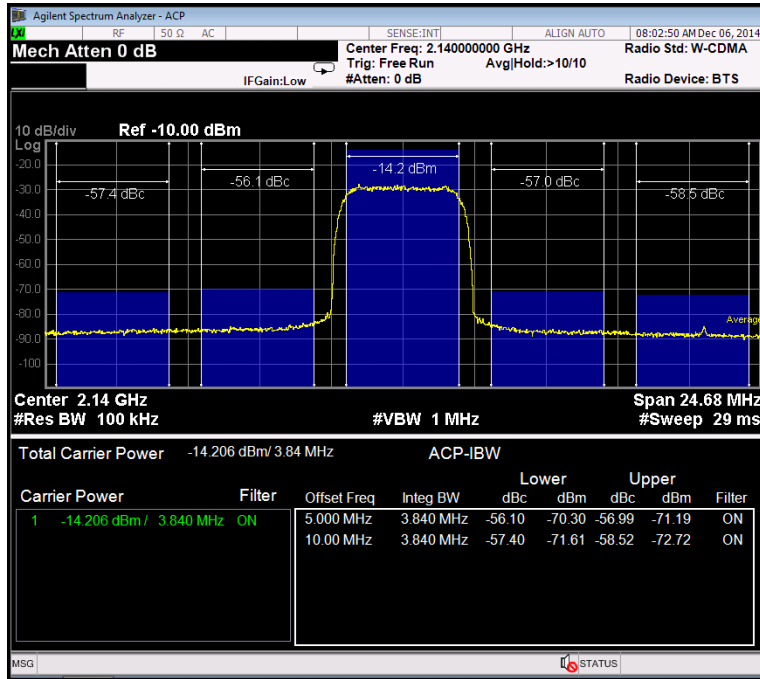 Agilent Spectrum Analyzer - ACP
LXI RF 50 Ω AC SENSE:INT ALIGN AUTO 08:02:50 AM Dec 06, 2014
Mech Atten 0 dB
Center Freq: 2.140000000 GHz Radio Std: W-CDMA
Trig: Free Run Avg|Hold:>10/10
IFGain:Low #Atten: 0 dB Radio Device: BTS
10 dB/div Ref -10.00 dBm
Log
-20.0
-14.2 dBm
-56.1 dBc -57.0 dBc
-30.0
-57.4 dBc -58.5 dBc
-40.0
-50.0
-60.0
-70.0
-80.0
Average
-90.0
-100
Center 2.14 GHz Span 24.68 MHz
#Res BW 100 kHz #VBW 1 MHz #Sweep 29 ms
Total Carrier Power -14.206 dBm/ 3.84 MHz ACP-IBW
Lower Upper
Carrier Power Filter Offset Freq Integ BW dBc dBm dBc dBm Filter
1 -14.206 dBm / 3.840 MHz ON 5.000 MHz 3.840 MHz -56.10 -70.30 -56.99 -71.19 ON
10.00 MHz 3.840 MHz -57.40 -71.61 -58.52 -72.72 ON
MSG STATUS